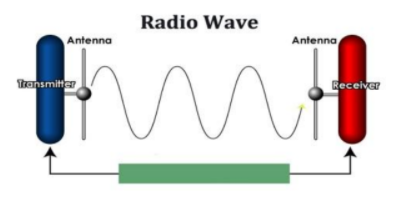 Radio Wave
Antenna
Antenna
Transmitter
Receiver